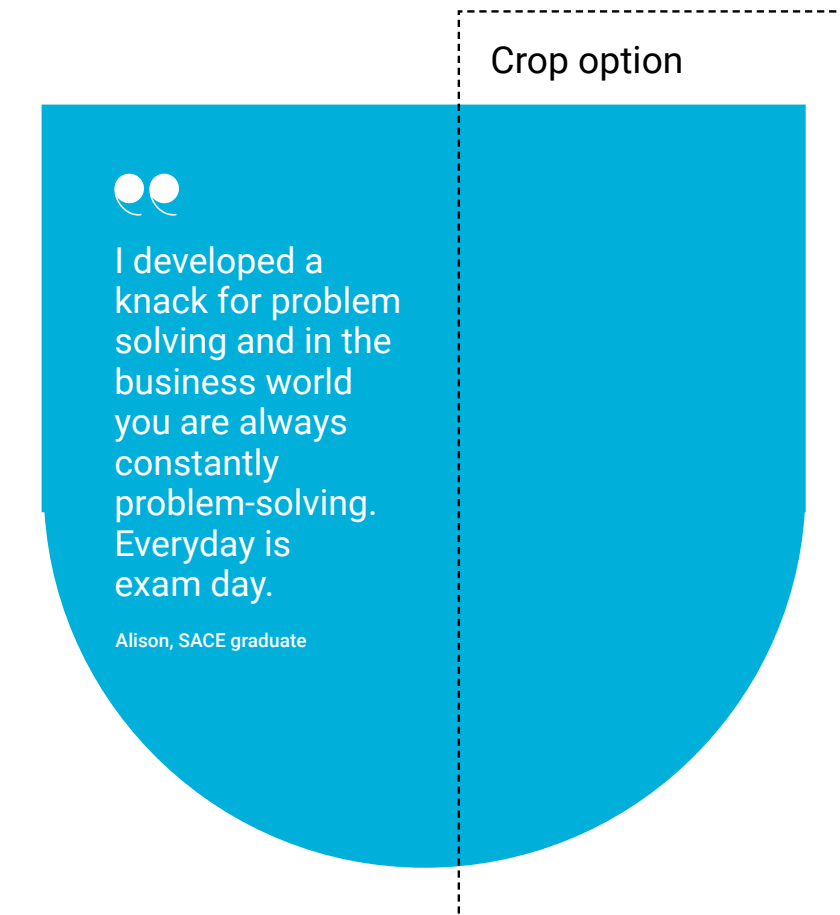 Crop option
I developed a
knack for problem
solving and in the
business world
you are always
constantly
problem-solving.
Everyday is
exam day.
Alison, SACE graduate